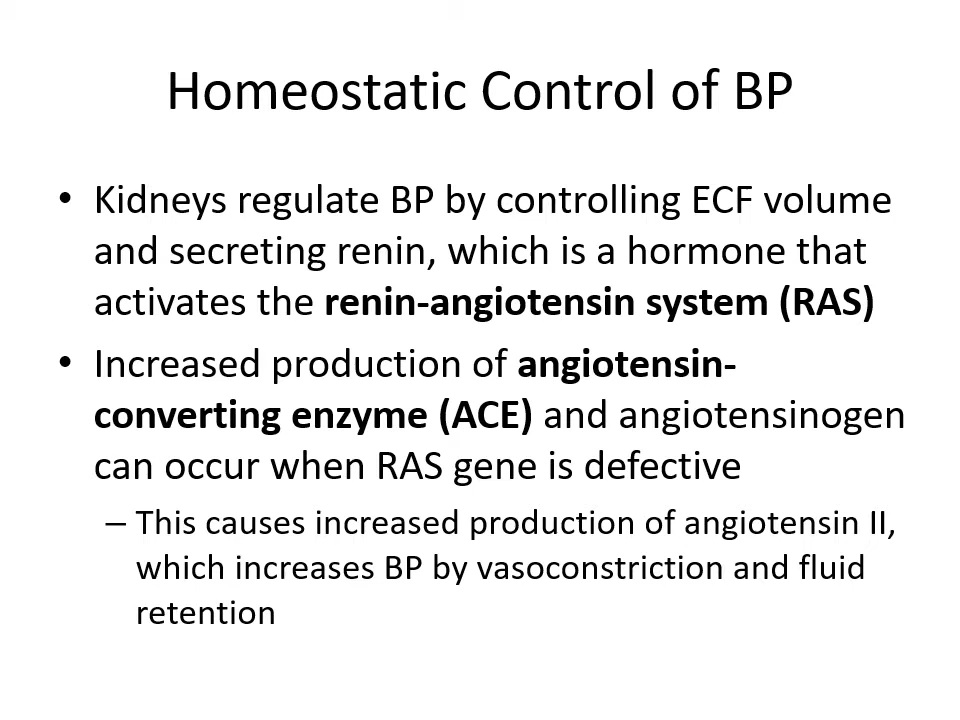 Homeostatic Control of BP
• Kidneys regulate BP by controlling ECF volume
and secreting renin, which is a hormone that
activates the renin-angiotensin system (RAS)
• Increased production of angiotensin-
converting enzyme (ACE) and angiotensinogen
can occur when RAS gene is defective
– This causes increased production of angiotensin II,
which increases BP by vasoconstriction and fluid
retention